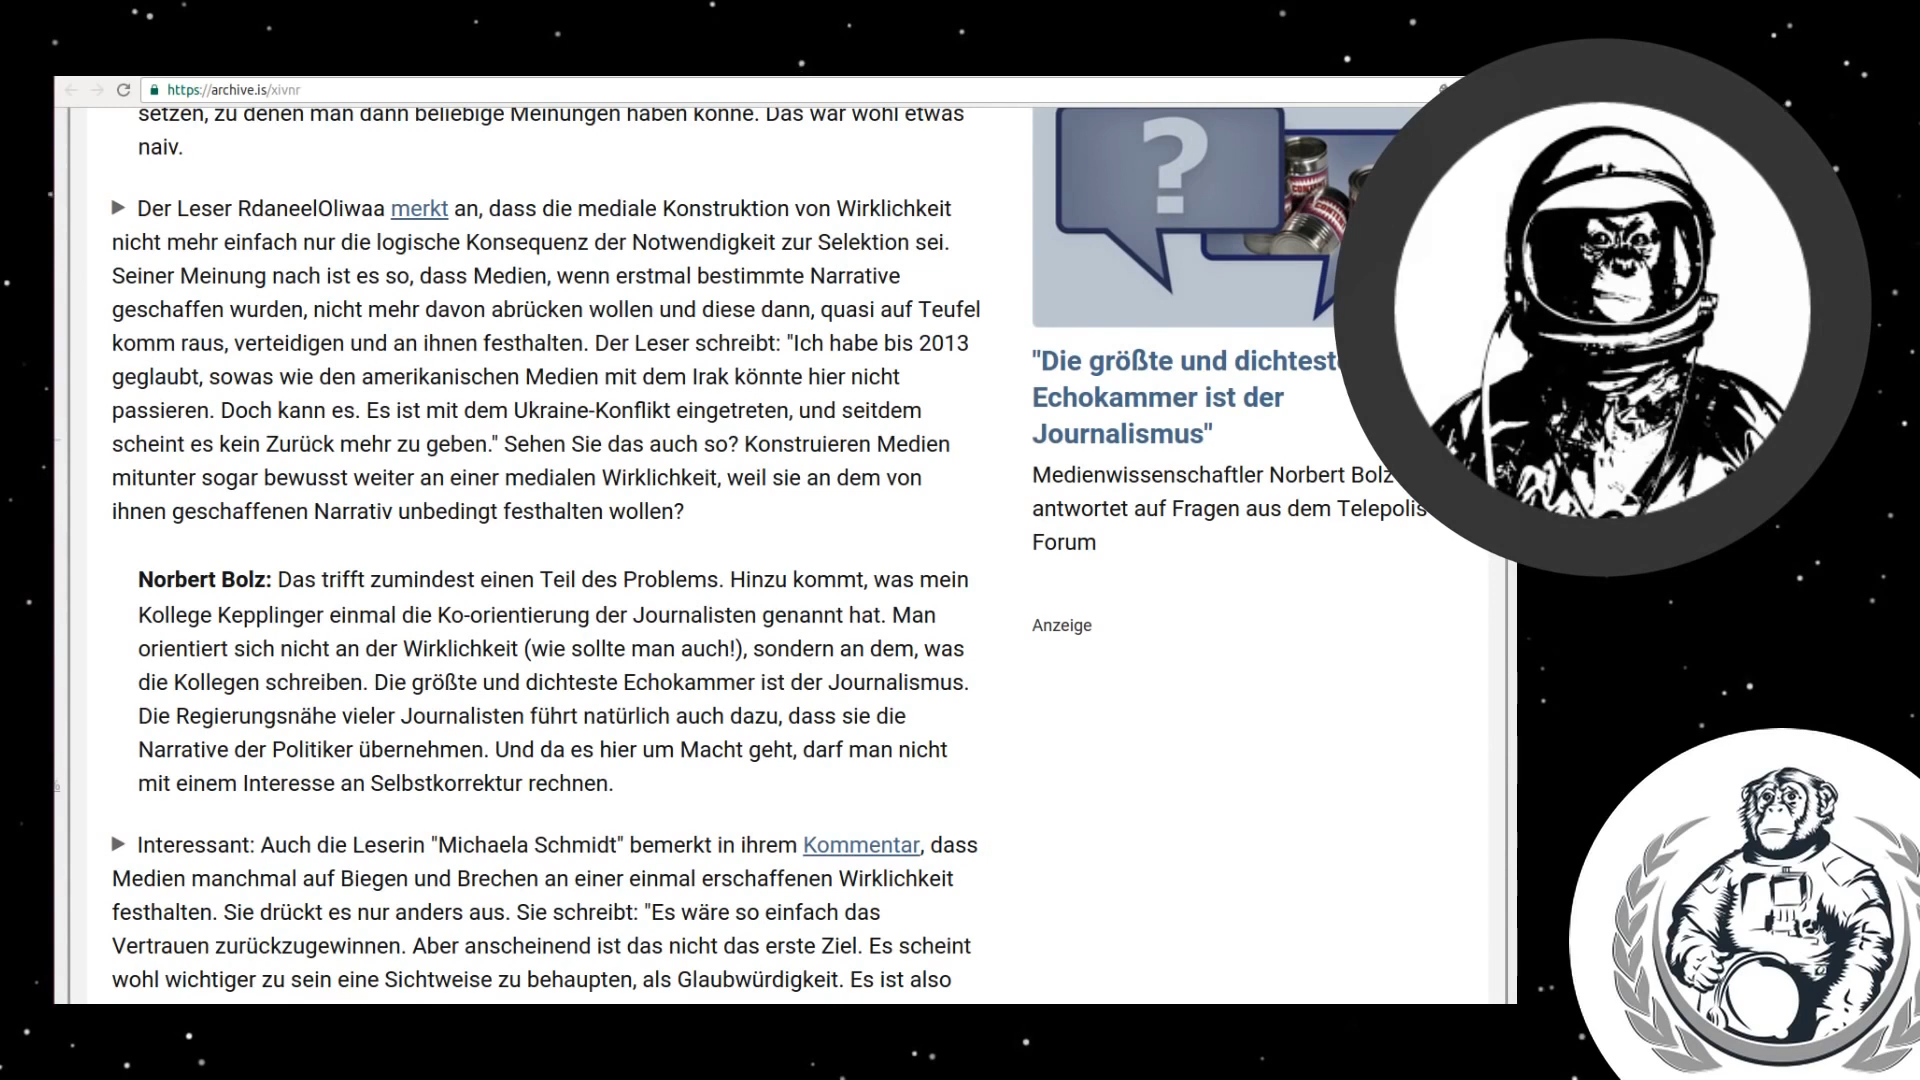 https://archive.is/xivnr
setzen, zu denen man dann beliebige Meinungen haben könne. Das war wohl etwas
naiv.
Der Leser RdaneelOliwaa merkt an, dass die mediale Konstruktion von Wirklichkeit
nicht mehr einfach nur die logische Konsequenz der Notwendigkeit zur Selektion sei.
Seiner Meinung nach ist es so, dass Medien, wenn erstmal bestimmte Narrative
geschaffen wurden, nicht mehr davon abrücken wollen und diese dann, quasi auf Teufel
komm raus, verteidigen und an ihnen festhalten. Der Leser schreibt: "Ich habe bis 2013
geglaubt, sowas wie den amerikanischen Medien mit dem Irak könnte hier nicht
passieren. Doch kann es. Es ist mit dem Ukraine-Konflikt eingetreten, und seitdem
scheint es kein Zurück mehr zu geben." Sehen Sie das auch so? Konstruieren Medien
mitunter sogar bewusst weiter an einer medialen Wirklichkeit, weil sie an dem von
ihnen geschaffenen Narrativ unbedingt festhalten wollen?
Norbert Bolz: Das trifft zumindest einen Teil des Problems. Hinzu kommt, was mein
Kollege Kepplinger einmal die Ko-orientierung der Journalisten genannt hat. Man
orientiert sich nicht an der Wirklichkeit (wie sollte man auch!), sondern an dem, was
die Kollegen schreiben. Die größte und dichteste Echokammer ist der Journalismus.
Die Regierungsnähe vieler Journalisten führt natürlich auch dazu, dass sie die
Narrative der Politiker übernehmen. Und da es hier um Macht geht, darf man nicht
mit einem Interesse an Selbstkorrektur rechnen.
Interessant: Auch die Leserin "Michaela Schmidt" bemerkt in ihrem Kommentar, dass
Medien manchmal auf Biegen und Brechen an einer einmal erschaffenen Wirklichkeit
festhalten. Sie drückt es nur anders aus. Sie schreibt: "Es wäre so einfach das
Vertrauen zurückzugewinnen. Aber anscheinend ist das nicht das erste Ziel. Es scheint
wohl wichtiger zu sein eine Sichtweise zu behaupten, als Glaubwürdigkeit. Es ist also
?
"Die größte und dichteste
Echokammer ist der
Journalismus"
Medienwissenschaftler Norbert Bolz
antwortet auf Fragen aus dem Telepolis
Forum
Anzeige